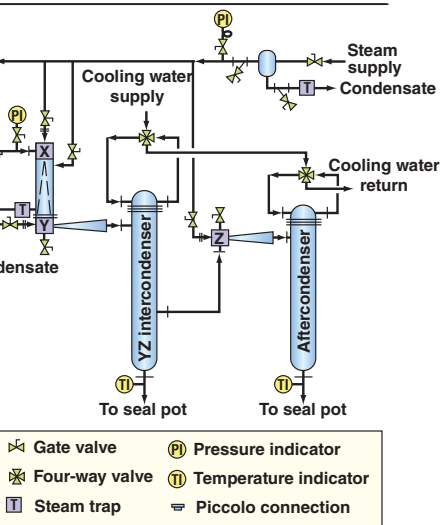 PI
Steam
supply
Cooling water
supply
T
Condensate
PI
X
Cooling water
return
T
Y
Z
densate
YZ intercondenser
Aftercondenser
TI
TI
To seal pot
To seal pot
Gate valve
PI Pressure indicator
Four-way valve
TI Temperature indicator
T Steam trap
Piccolo connection